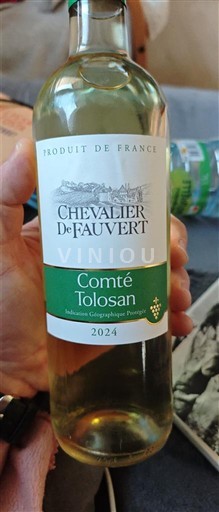 PRODUIT DE FRANCE
CHEVALIER
DE FAUVERT
VINIOU
Comté
Tolosan
Indication Géographique Protégée
2024